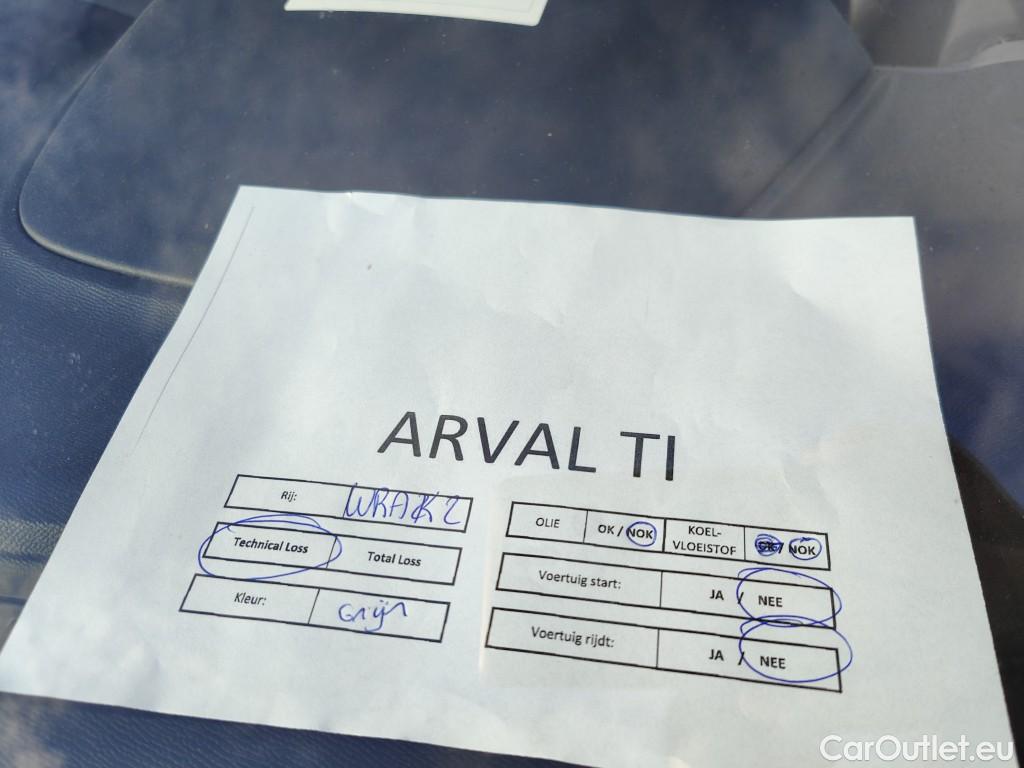 ARVAL TI
Rij: WRAK 2
Technical Loss Total Loss
Kleur: Grijs
OLIE OK / NOK KOEL-VLOEISTOF OK / NOK
Voertuig start: JA / NEE
Voertuig rijdt: JA / NEE
CarOutlet.eu